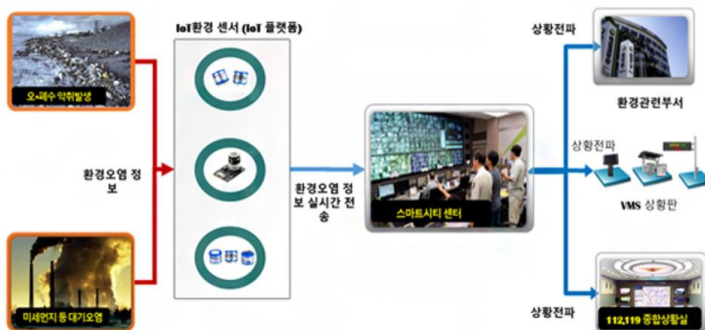 IoT환경 센서 (IoT 플랫폼)
오•폐수 악취발생
환경오염 정
보
미세먼지 등 대기오염
환경오염 정
보 실시간 전
송
스마트시티 센터
상황전파
환경관련부서
상황전파
VMS 상황판
상황전파
112,119 종합상황실